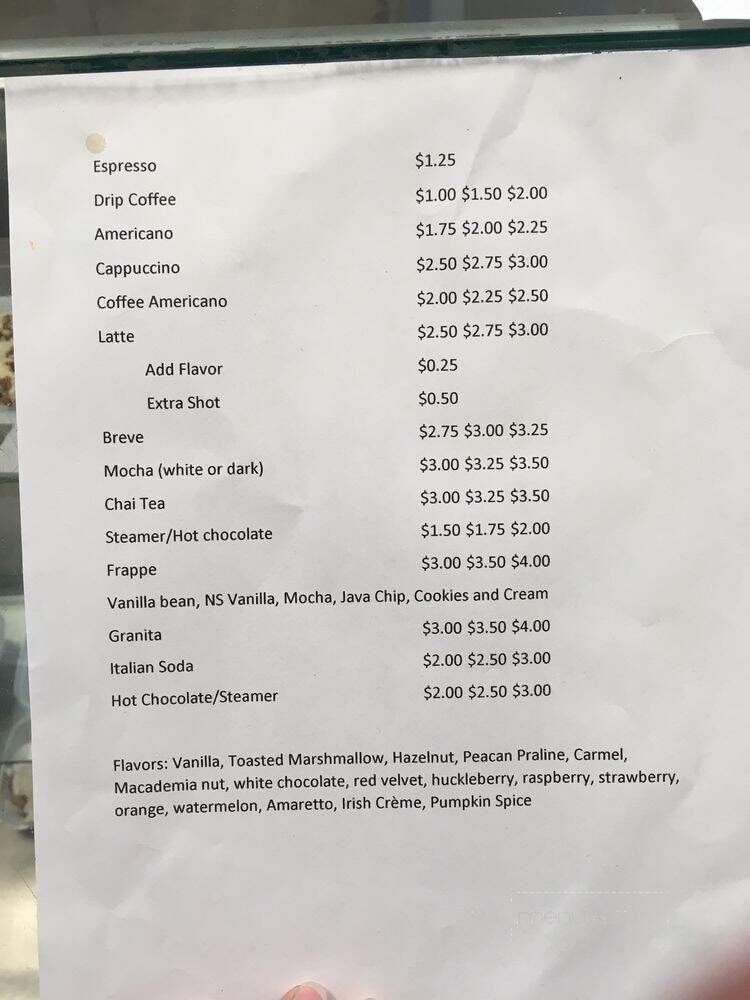 Espresso $1.25
Drip Coffee $1.00 $1.50 $2.00
Americano $1.75 $2.00 $2.25
Cappuccino $2.50 $2.75 $3.00
Coffee Americano $2.00 $2.25 $2.50
Latte $2.50 $2.75 $3.00
Add Flavor $0.25
Extra Shot $0.50
Breve $2.75 $3.00 $3.25
Mocha (white or dark) $3.00 $3.25 $3.50
Chai Tea $3.00 $3.25 $3.50
Steamer/Hot chocolate $1.50 $1.75 $2.00
Frappe $3.00 $3.50 $4.00
Vanilla bean, NS Vanilla, Mocha, Java Chip, Cookies and Cream
Granita $3.00 $3.50 $4.00
Italian Soda $2.00 $2.50 $3.00
Hot Chocolate/Steamer $2.00 $2.50 $3.00
Flavors: Vanilla, Toasted Marshmallow, Hazelnut, Peacan Praline, Carmel,
Macademia nut, white chocolate, red velvet, huckleberry, raspberry, strawberry,
orange, watermelon, Amaretto, Irish Crème, Pumpkin Spice